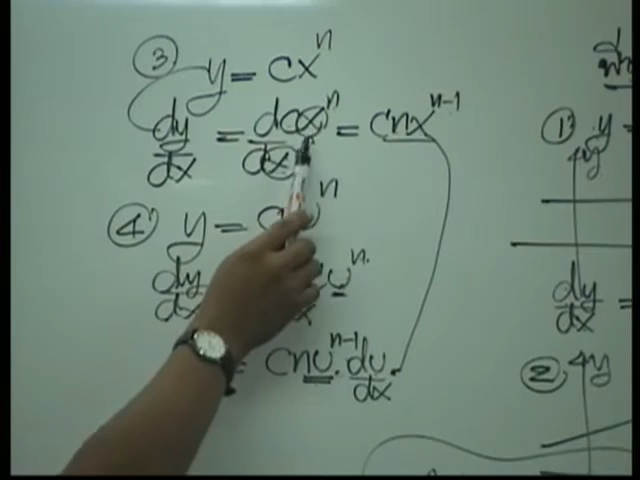 ③ y = cxⁿ
dy/dx = dcxⁿ/dx = cnxⁿ⁻¹
④ y = cuⁿ
dy/dx uⁿ
= cnuⁿ⁻¹ · du/dx
① y =
y
dy/dx =
② y